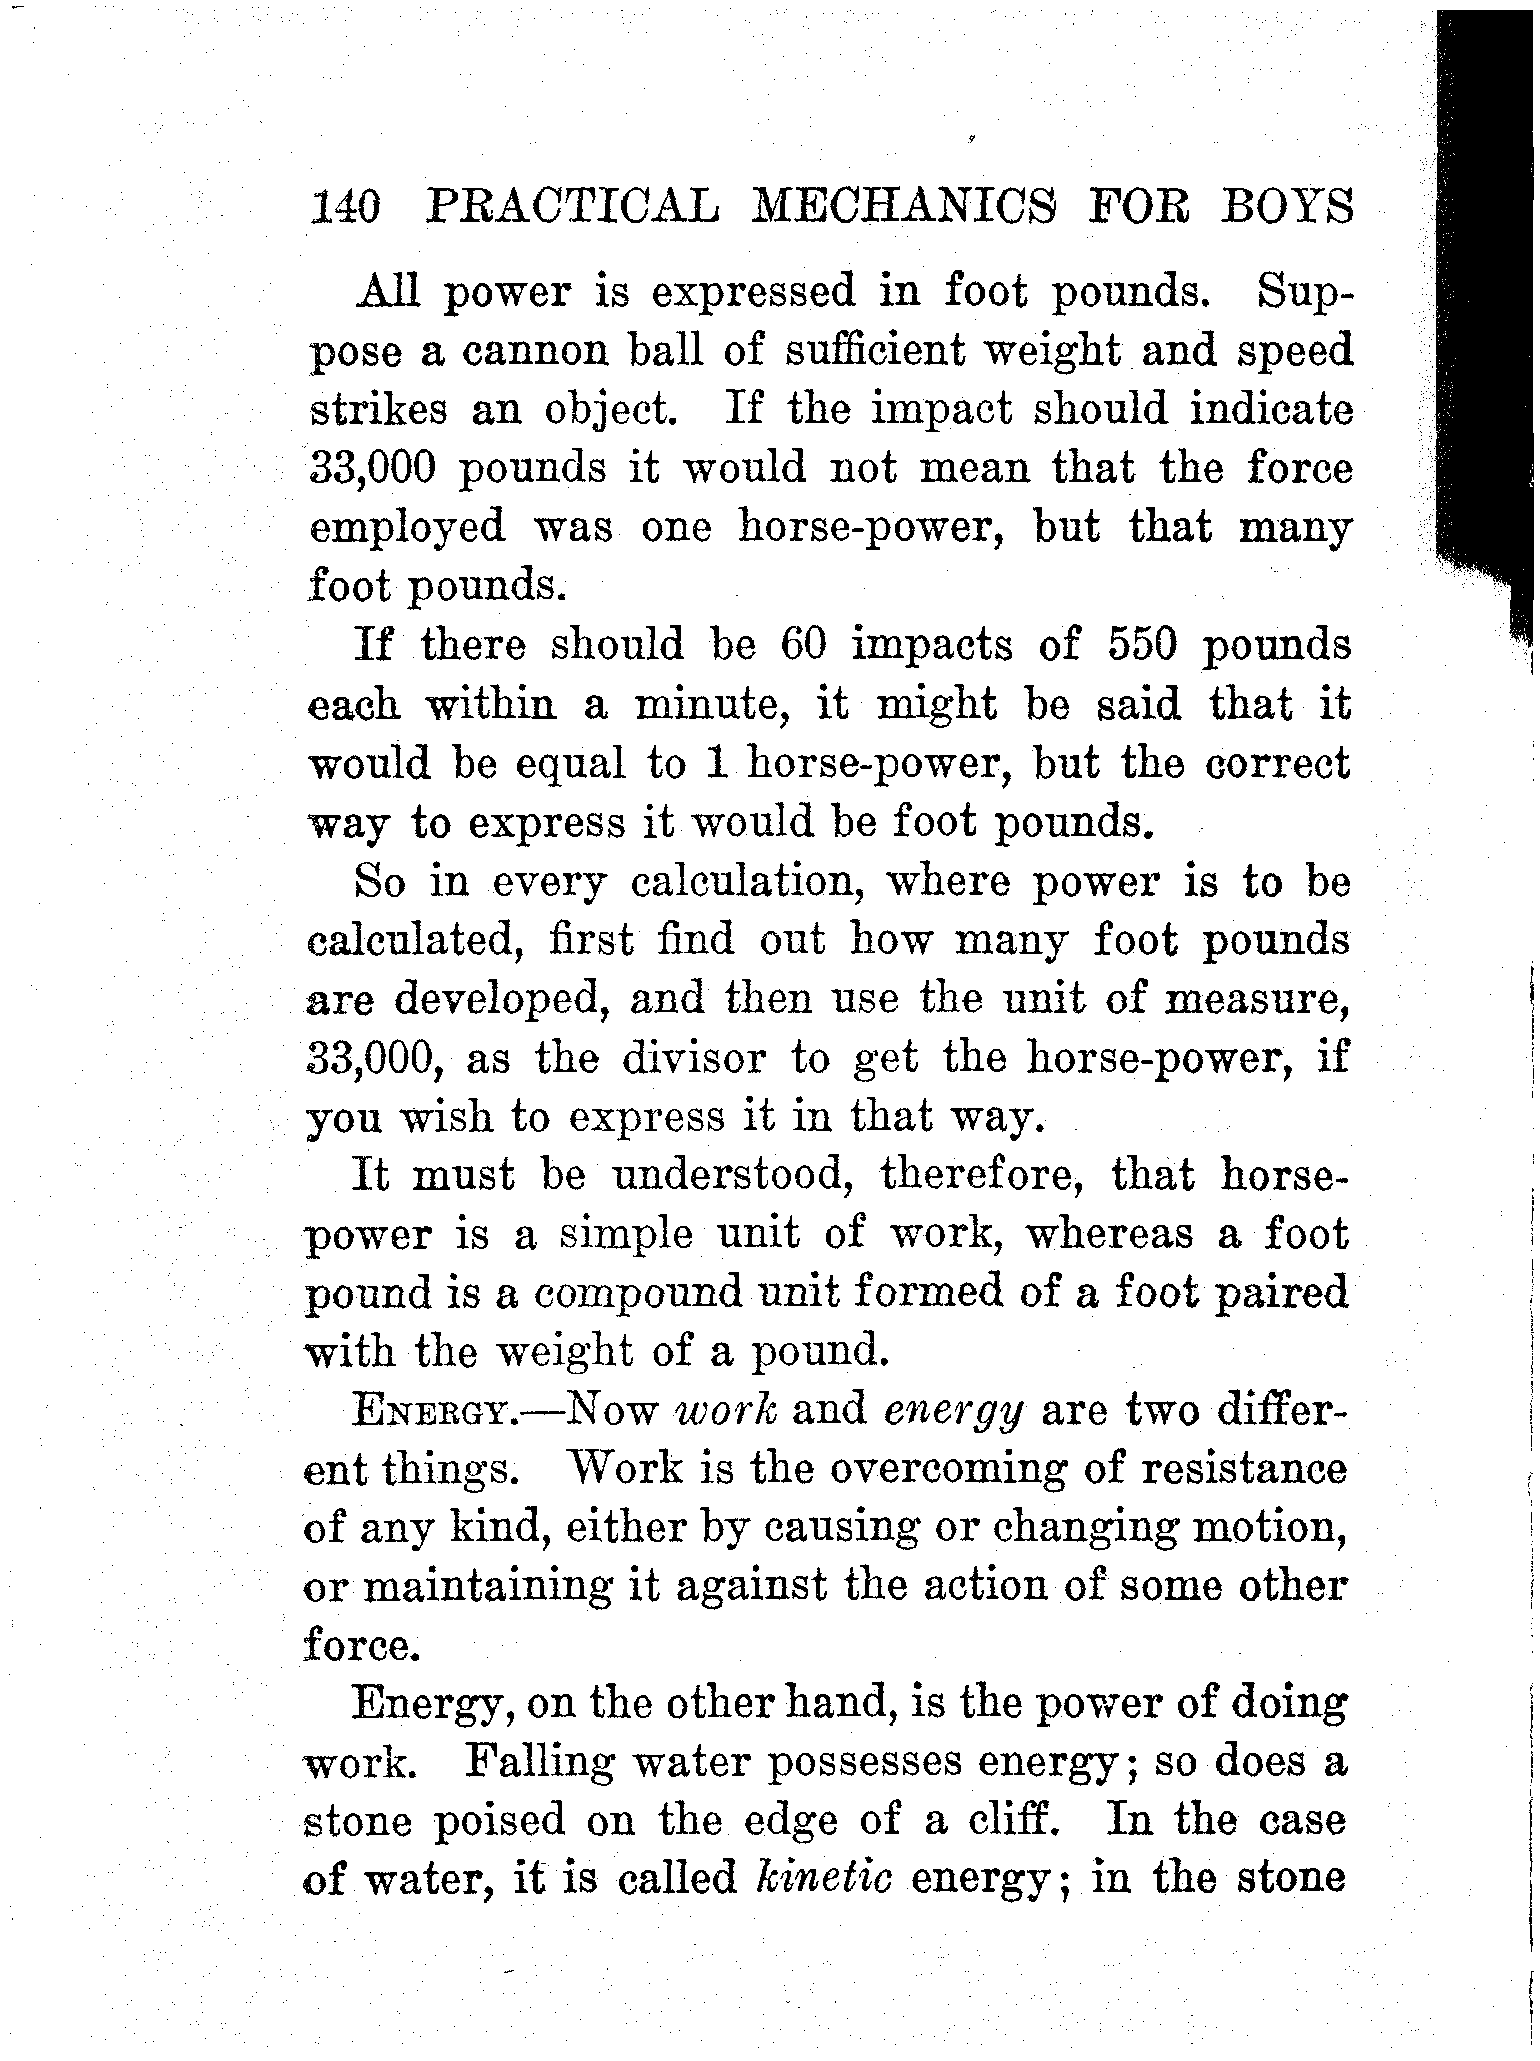 140 PRACTICAL MECHANICS FOR BOYS
All power is expressed in foot pounds. Sup-
pose a cannon ball of sufficient weight and speed
strikes an object. If the impact should indicate
33,000 pounds it would not mean that the force
employed was one horse-power, but that many
foot pounds.
If there should be 60 impacts of 550 pounds
each within a minute, it might be said that it
would be equal to 1 horse-power, but the correct
way to express it would be foot pounds.
So in every calculation, where power is to be
calculated, first find out how many foot pounds
are developed, and then use the unit of measure,
33,000, as the divisor to get the horse-power, if
you wish to express it in that way.
It must be understood, therefore, that horse-
power is a simple unit of work, whereas a foot
pound is a compound unit formed of a foot paired
with the weight of a pound.
ENERGY.—Now work and energy are two differ-
ent things. Work is the overcoming of resistance
of any kind, either by causing or changing motion,
or maintaining it against the action of some other
force.
Energy, on the other hand, is the power of doing
work. Falling water possesses energy; so does a
stone poised on the edge of a cliff. In the case
of water, it is called kinetic energy; in the stone